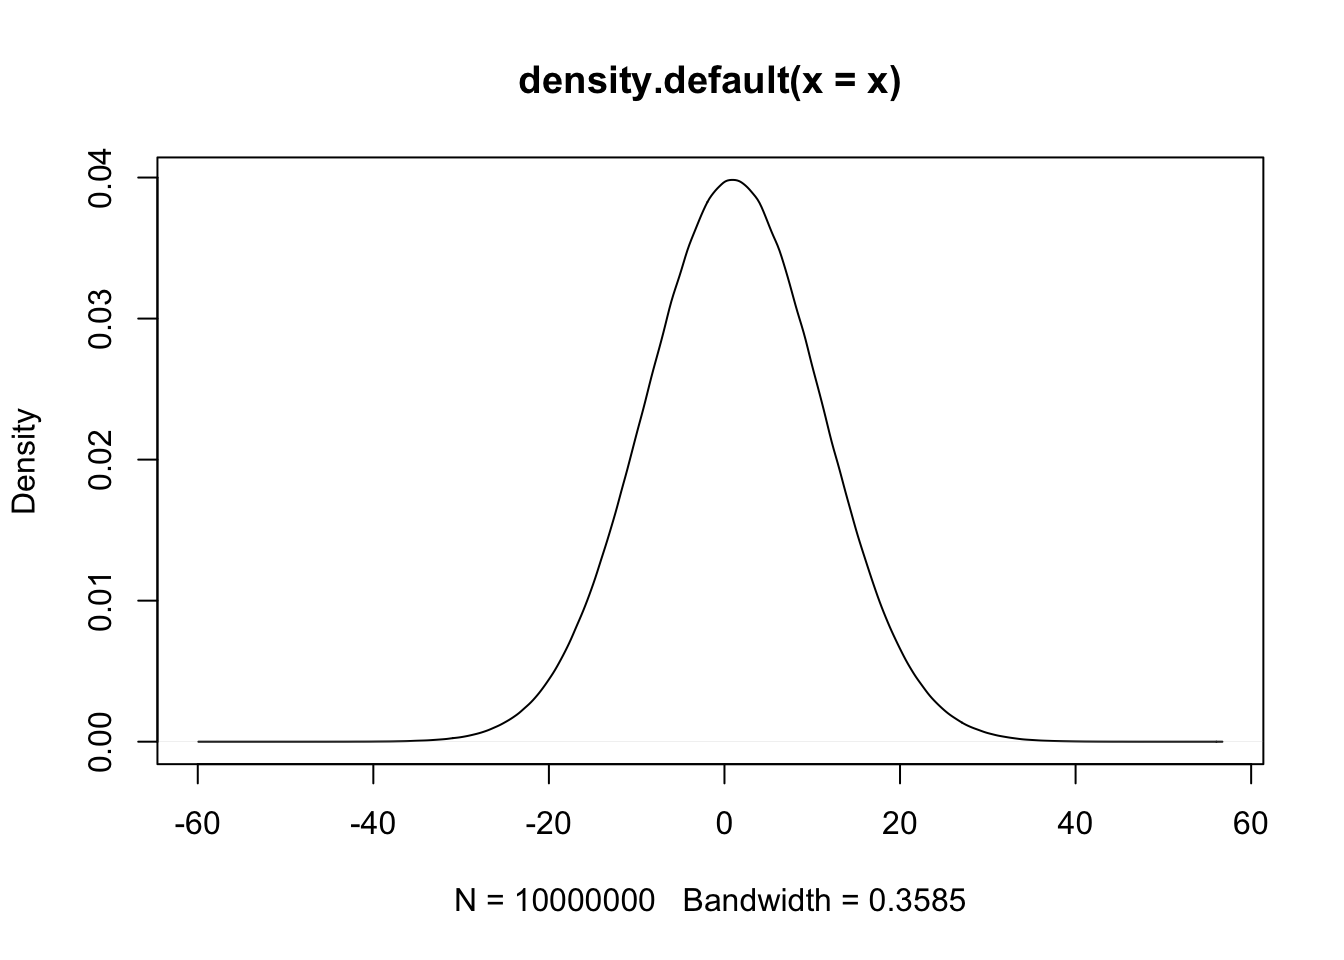 density.default(x = x)
Density
0.04
0.03
0.02
0.01
0.00
-60 -40 -20 0 20 40 60
N = 10000000 Bandwidth = 0.3585